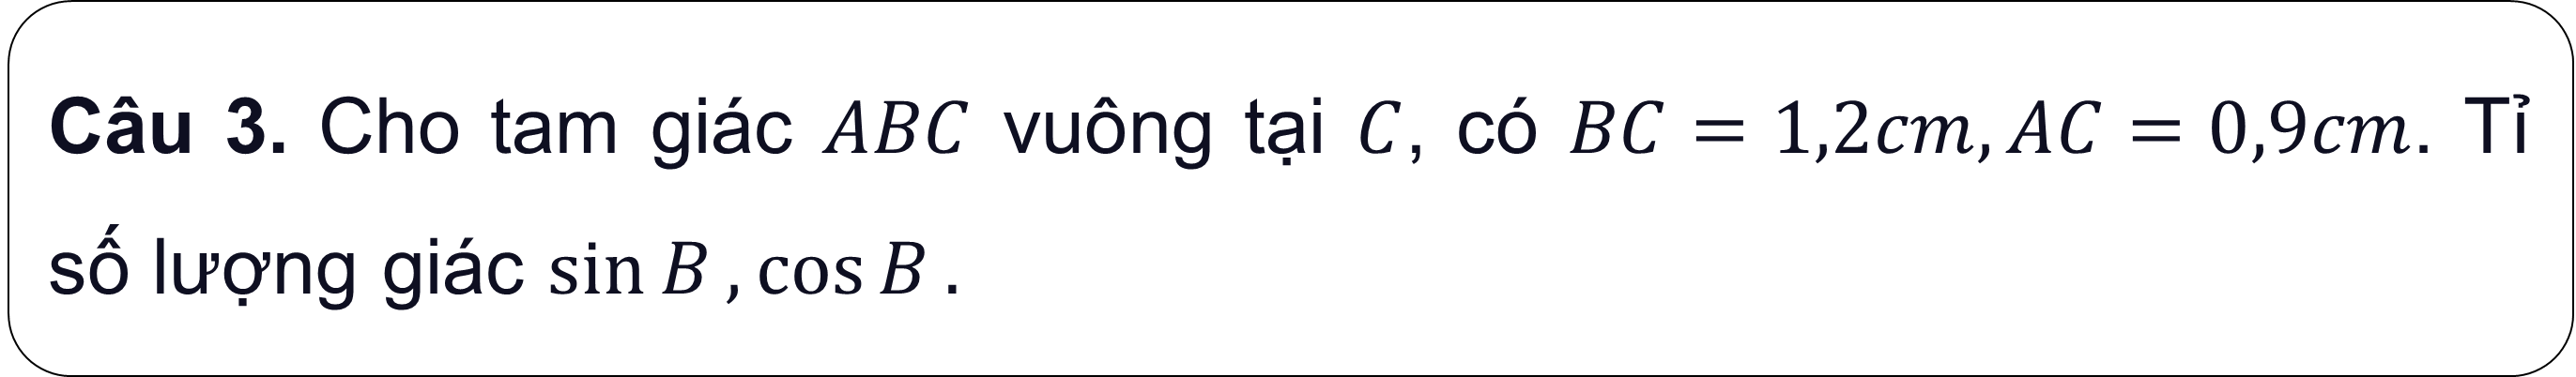 Câu 3. Cho tam giác ABC vuông tại C, có BC = 1,2cm, AC = 0,9cm. Tỉ
số lượng giác sin B , cos B .